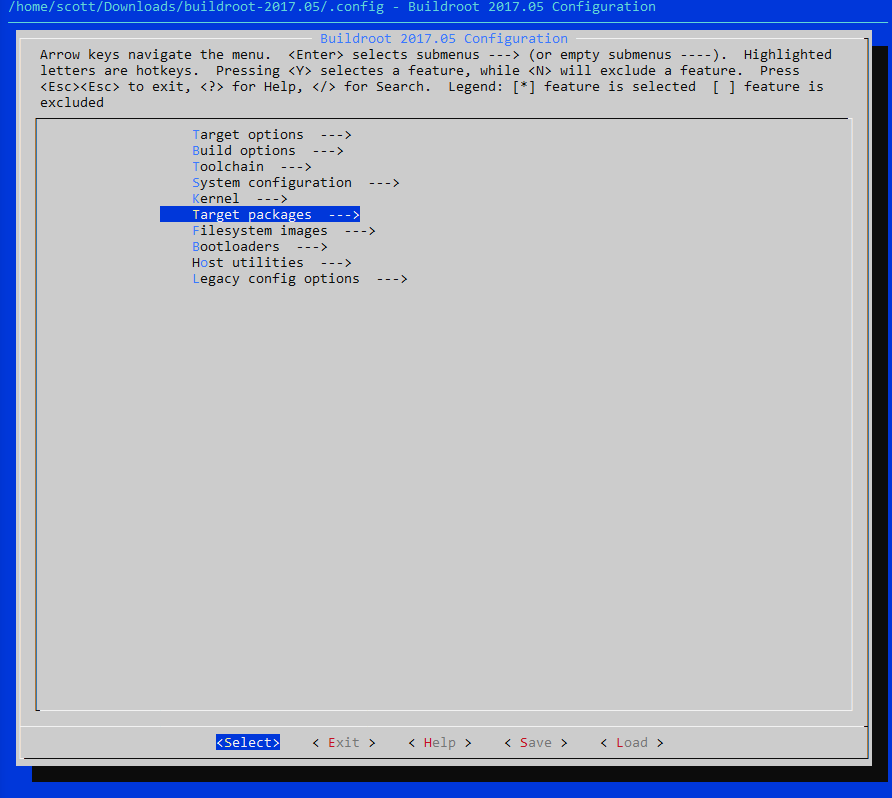 /home/scott/Downloads/buildroot-2017.05/.config - Buildroot 2017.05 Configuration
Buildroot 2017.05 Configuration
Arrow keys navigate the menu.  <Enter> selects submenus ---> (or empty submenus ----).  Highlighted
letters are hotkeys.  Pressing <Y> selectes a feature, while <N> will exclude a feature.  Press
<Esc><Esc> to exit, <?> for Help, </> for Search.  Legend: [*] feature is selected  [ ] feature is
excluded
Target options  --->
Build options  --->
Toolchain  --->
System configuration  --->
Kernel  --->
Target packages  --->
Filesystem images  --->
Bootloaders  --->
Host utilities  --->
Legacy config options  --->
<Select>    < Exit >    < Help >    < Save >    < Load >